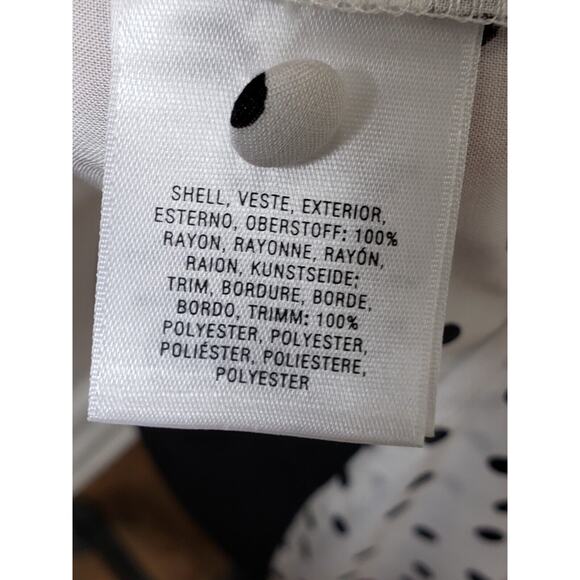 SHELL, VESTE, EXTERIOR,
ESTERNO, OBERSTOFF: 100%
RAYON, RAYONNE, RAYÓN,
RAION, KUNSTSEIDE;
TRIM, BORDURE, BORDE,
BORDO, TRIMM: 100%
POLYESTER, POLYESTER,
POLIÉSTER, POLIESTERE,
POLYESTER